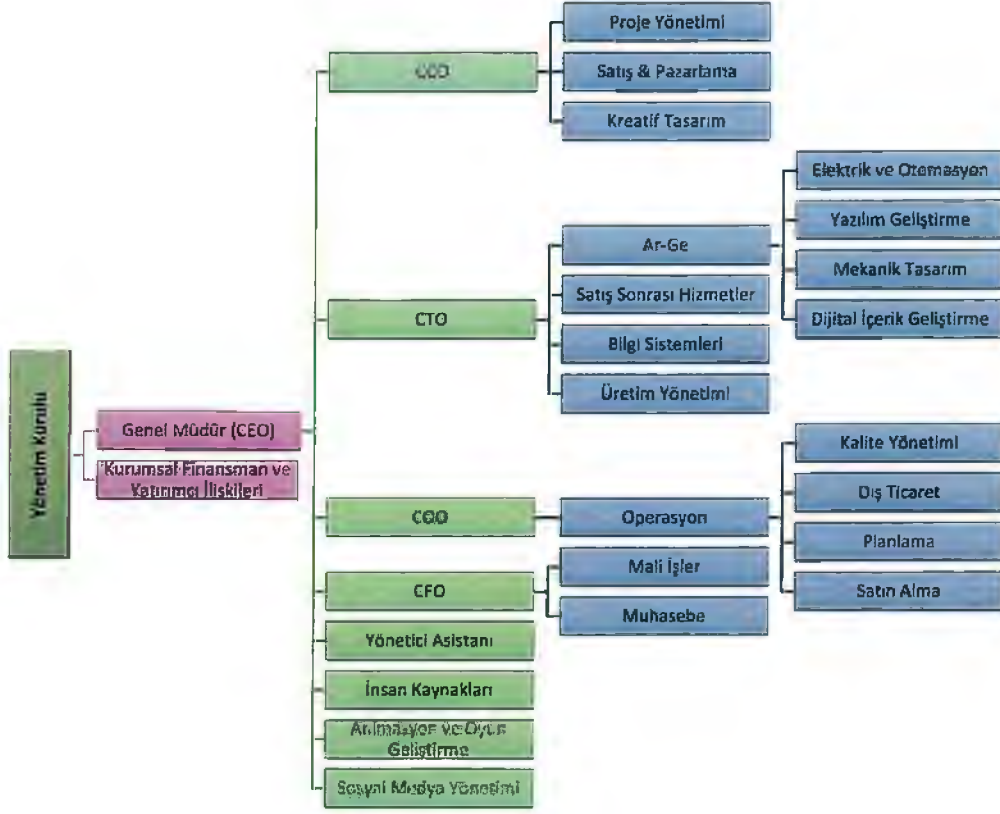 Proje Yönetimi
Satış & Pazarlama
Kreatif Tasarım
Elektrik ve Otomasyon
Yazılım Geliştirme
Ar-Ge
Mekanik Tasarım
Satış Sonrası Hizmetler
CTO
Dijital İçerik Geliştirme
Bilgi Sistemleri
Üretim Yönetimi
Yönetim Kurulu
Genel Müdür (CEO)
Kurumsal Finansman ve
Yatırımcı İlişkileri
Kalite Yönetimi
Dış Ticaret
COO
Operasyon
Planlama
Mali İşler
CFO
Satın Alma
Muhasebe
Yönetici Asistanı
İnsan Kaynakları
Animasyon ve Oyun
Geliştirme
Sosyal Medya Yönetimi